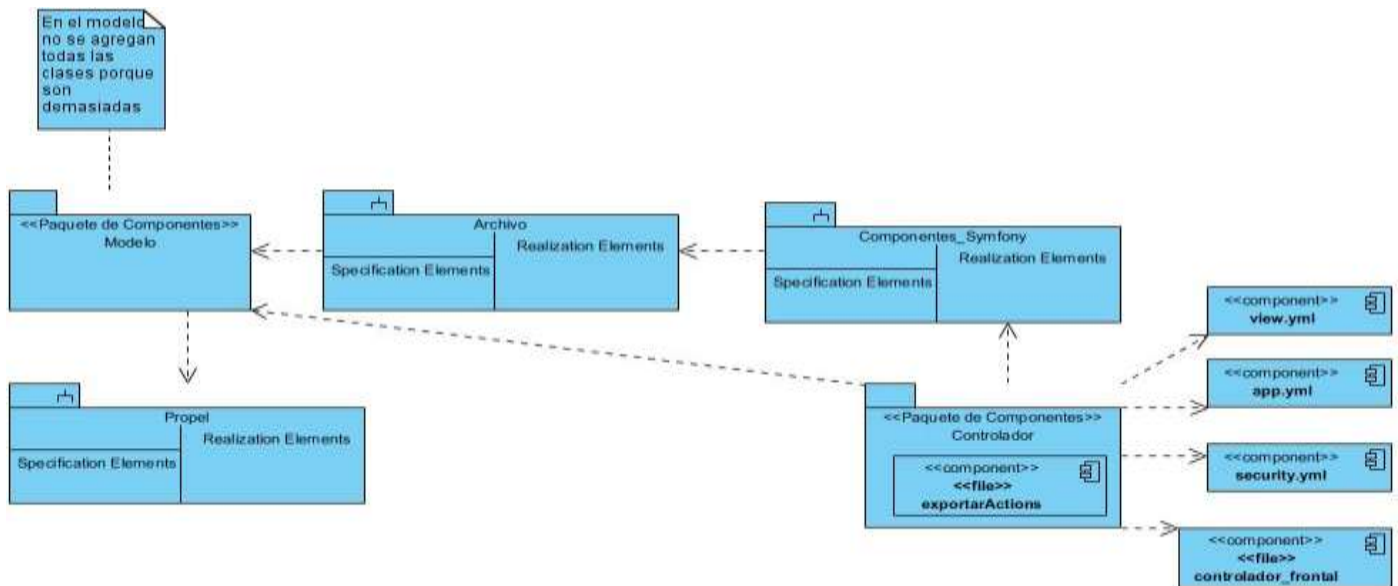 En el modelo
no se agregan
todas las
clases porque
son
demasiadas
<<Paquete de Componentes>>
Modelo
Archivo
Realization Elements
Specification Elements
Componentes_Symfony
Realization Elements
Specification Elements
<<component>>
view.yml
<<component>>
app.yml
Propel
Realization Elements
Specification Elements
<<Paquete de Componentes>>
Controlador
<<component>>
<<file>>
exportarActions
<<component>>
security.yml
<<component>>
<<file>>
controlador_frontal